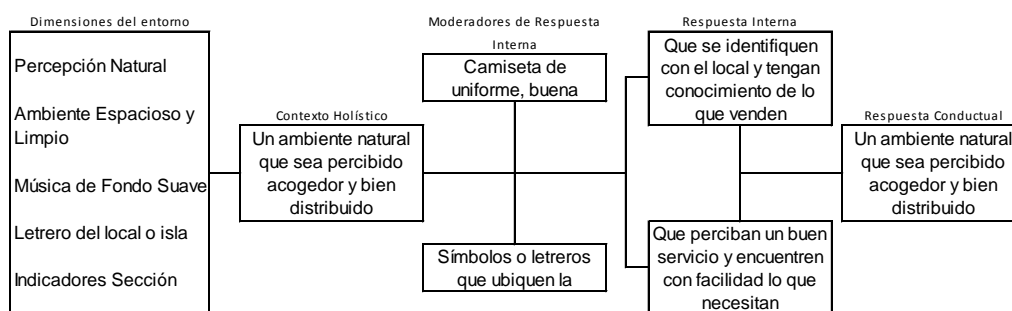 Dimensiones del entorno
Percepción Natural
Ambiente Espacioso y
Limpio
Música de Fondo Suave
Letrero del local o isla
Indicadores Sección
Contexto Holístico
Un ambiente natural
que sea percibido
acogedor y bien
distribuido
Moderadores de Respuesta
Interna
Camiseta de
uniforme, buena
Símbolos o letreros
que ubiquen la
Respuesta Interna
Que se identifiquen
con el local y tengan
conocimiento de lo
que venden
Que perciban un buen
servicio y encuentren
con facilidad lo que
necesitan
Respuesta Conductual
Un ambiente natural
que sea percibido
acogedor y bien
distribuido